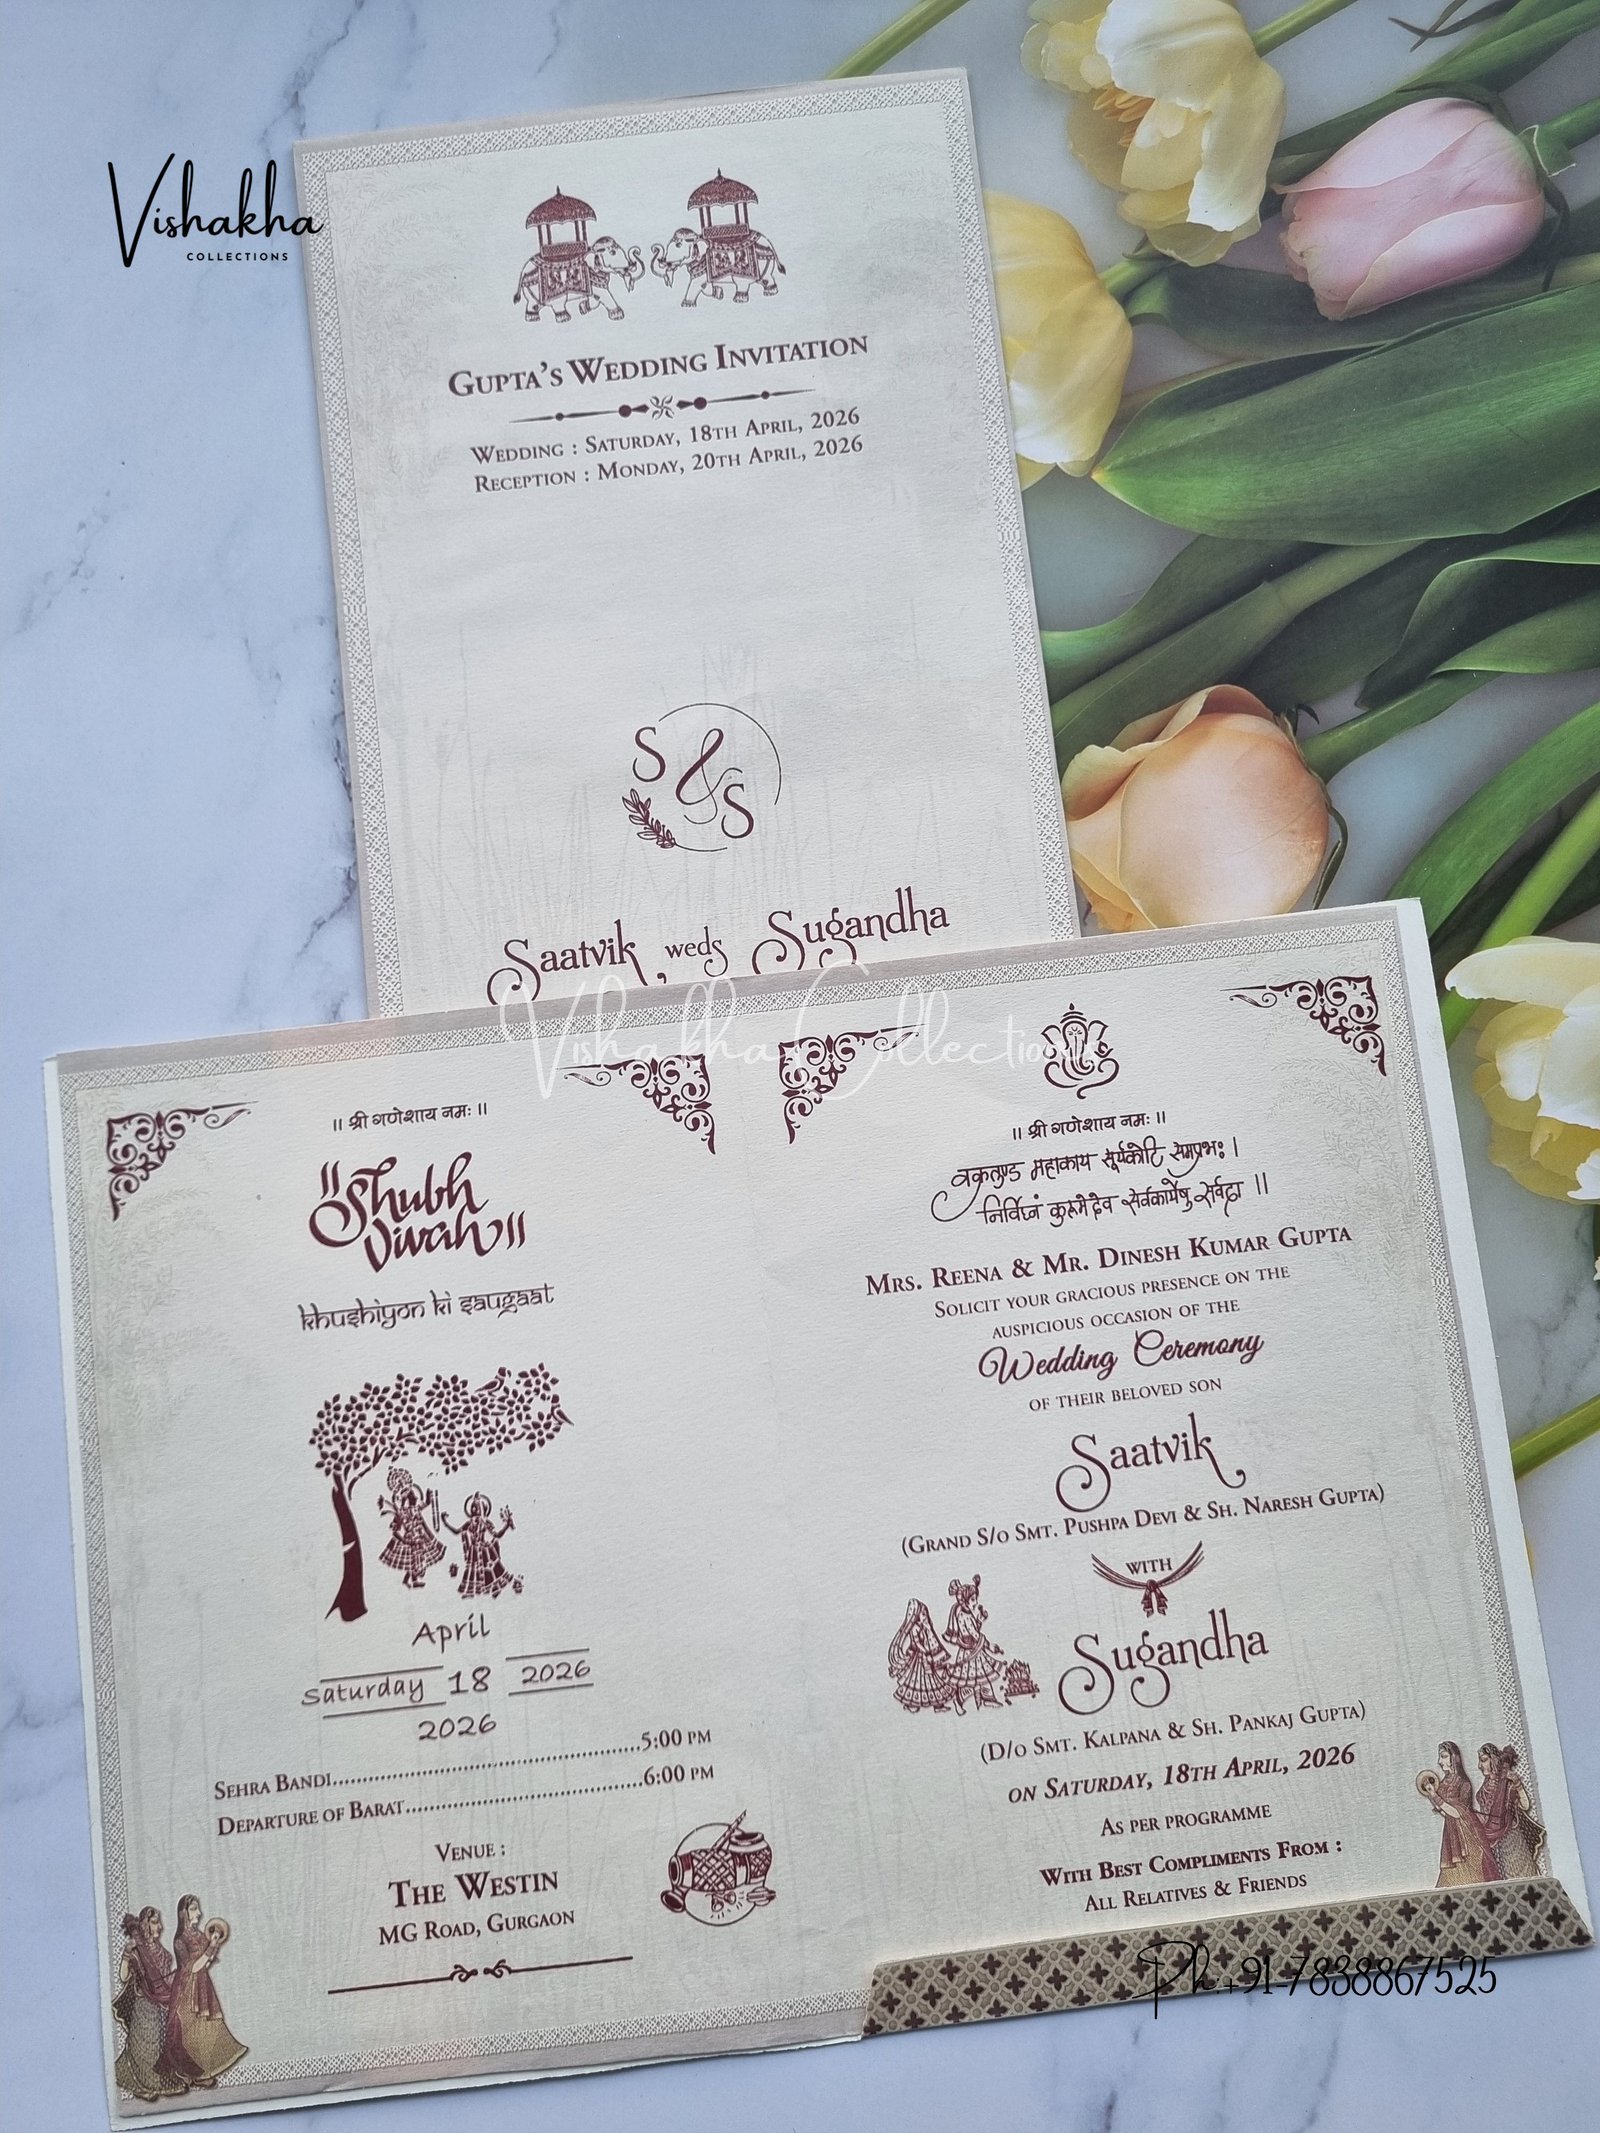 Vishakha
COLLECTIONS
GUPTA'S WEDDING INVITATION
WEDDING : SATURDAY, 18TH APRIL, 2026
RECEPTION : MONDAY, 20TH APRIL, 2026
S & S
Saatvik weds Sugandha
Vishakha Collections
॥ श्री गणेशाय नमः ॥
॥ Shubh
Vivah ॥
khushiyon ki saugaat
April
Saturday 18 2026
2026
SEHRA BANDI..........................................5:00 PM
DEPARTURE OF BARAT..........................................6:00 PM
VENUE :
THE WESTIN
MG ROAD, GURGAON
॥ श्री गणेशाय नमः ॥
वक्रतुण्ड महाकाय सूर्यकोटि समप्रभः ।
निर्विघ्नं कुरूमेदेव सर्वकार्येषु सर्वदा ॥
MRS. REENA & MR. DINESH KUMAR GUPTA
SOLICIT YOUR GRACIOUS PRESENCE ON THE
AUSPICIOUS OCCASION OF THE
Wedding Ceremony
OF THEIR BELOVED SON
Saatvik
(GRAND S/O SMT. PUSHPA DEVI & SH. NARESH GUPTA)
WITH
Sugandha
(D/O SMT. KALPANA & SH. PANKAJ GUPTA)
ON SATURDAY, 18TH APRIL, 2026
AS PER PROGRAMME
WITH BEST COMPLIMENTS FROM :
ALL RELATIVES & FRIENDS
Ph.+91-7838867525